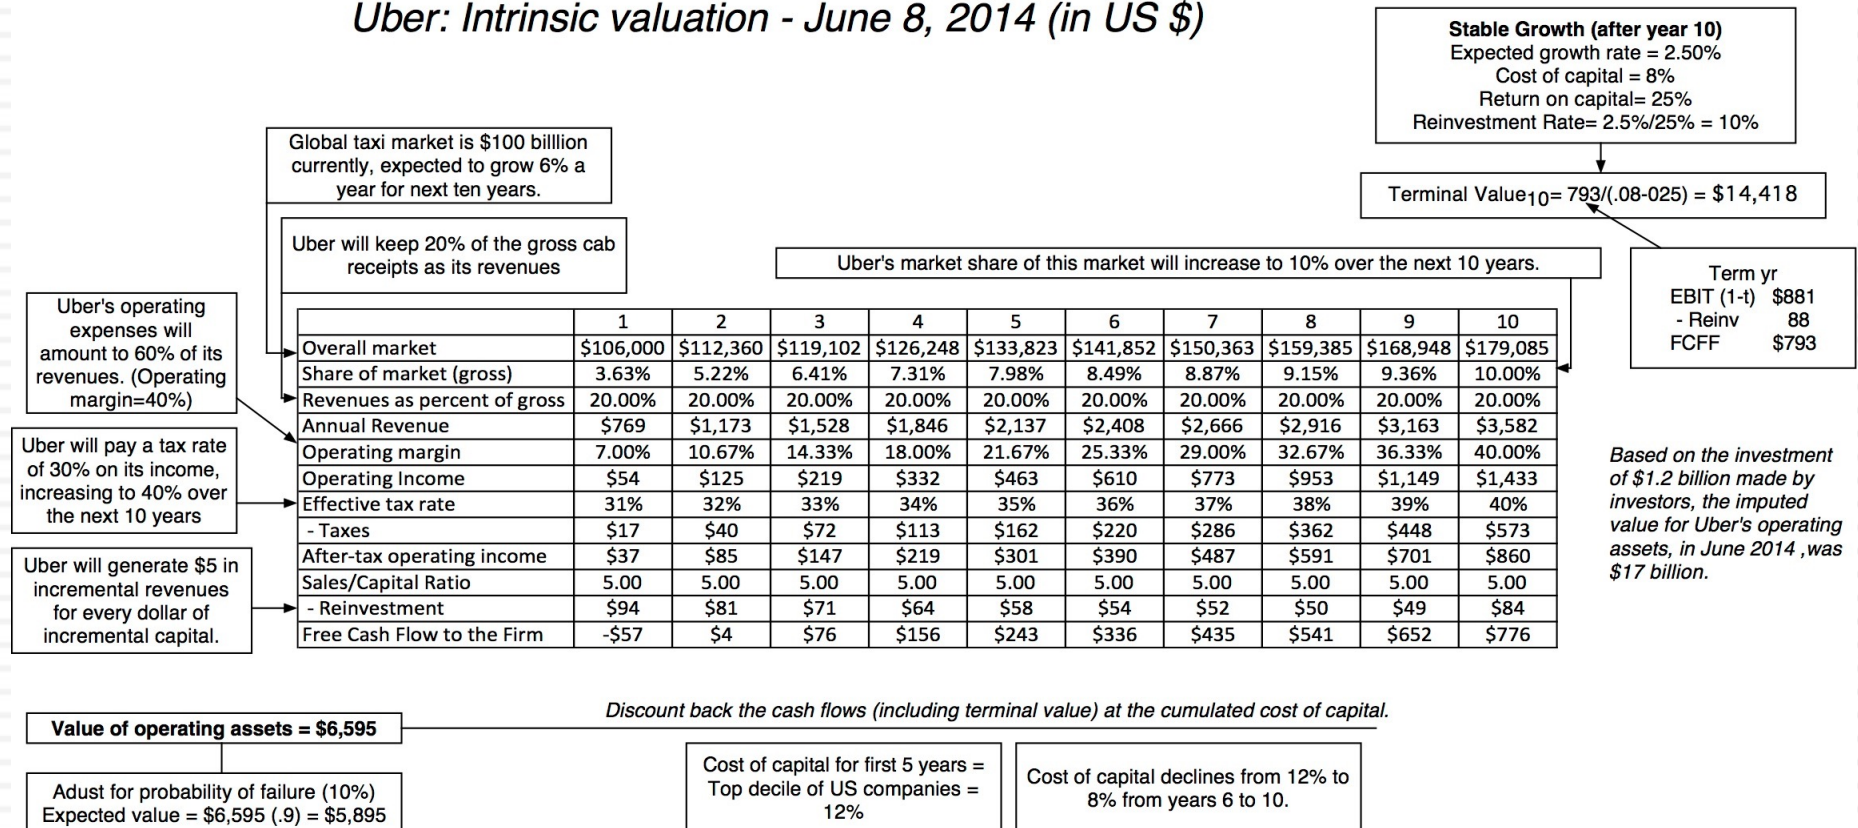 Uber: Intrinsic valuation - June 8, 2014 (in US $)
Stable Growth (after year 10)
Expected growth rate = 2.50%
Cost of capital = 8%
Return on capital= 25%
Reinvestment Rate= 2.5%/25% = 10%
Global taxi market is $100 billlion
currently, expected to grow 6% a
year for next ten years.
Terminal Value10= 793/(.08-025) = $14,418
Uber will keep 20% of the gross cab
receipts as its revenues
Uber's market share of this market will increase to 10% over the next 10 years.
Term yr
EBIT (1-t) $881
- Reinv 88
FCFF $793
Uber's operating
expenses will
amount to 60% of its
revenues. (Operating
margin=40%)
Uber will pay a tax rate
of 30% on its income,
increasing to 40% over
the next 10 years
Uber will generate $5 in
incremental revenues
for every dollar of
incremental capital.
1 2 3 4 5 6 7 8 9 10
Overall market $106,000 $112,360 $119,102 $126,248 $133,823 $141,852 $150,363 $159,385 $168,948 $179,085
Share of market (gross) 3.63% 5.22% 6.41% 7.31% 7.98% 8.49% 8.87% 9.15% 9.36% 10.00%
Revenues as percent of gross 20.00% 20.00% 20.00% 20.00% 20.00% 20.00% 20.00% 20.00% 20.00% 20.00%
Annual Revenue $769 $1,173 $1,528 $1,846 $2,137 $2,408 $2,666 $2,916 $3,163 $3,582
Operating margin 7.00% 10.67% 14.33% 18.00% 21.67% 25.33% 29.00% 32.67% 36.33% 40.00%
Operating Income $54 $125 $219 $332 $463 $610 $773 $953 $1,149 $1,433
Effective tax rate 31% 32% 33% 34% 35% 36% 37% 38% 39% 40%
- Taxes $17 $40 $72 $113 $162 $220 $286 $362 $448 $573
After-tax operating income $37 $85 $147 $219 $301 $390 $487 $591 $701 $860
Sales/Capital Ratio 5.00 5.00 5.00 5.00 5.00 5.00 5.00 5.00 5.00 5.00
- Reinvestment $94 $81 $71 $64 $58 $54 $52 $50 $49 $84
Free Cash Flow to the Firm -$57 $4 $76 $156 $243 $336 $435 $541 $652 $776
Based on the investment
of $1.2 billion made by
investors, the imputed
value for Uber's operating
assets, in June 2014 ,was
$17 billion.
Discount back the cash flows (including terminal value) at the cumulated cost of capital.
Value of operating assets = $6,595
Adust for probability of failure (10%)
Expected value = $6,595 (.9) = $5,895
Cost of capital for first 5 years =
Top decile of US companies =
12%
Cost of capital declines from 12% to
8% from years 6 to 10.